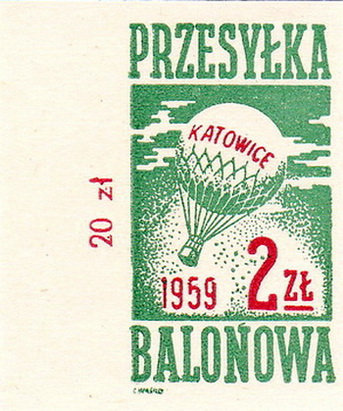 PRZESYŁKA
KATOWICE
20 zł
1959
2 ZŁ
BALONOWA